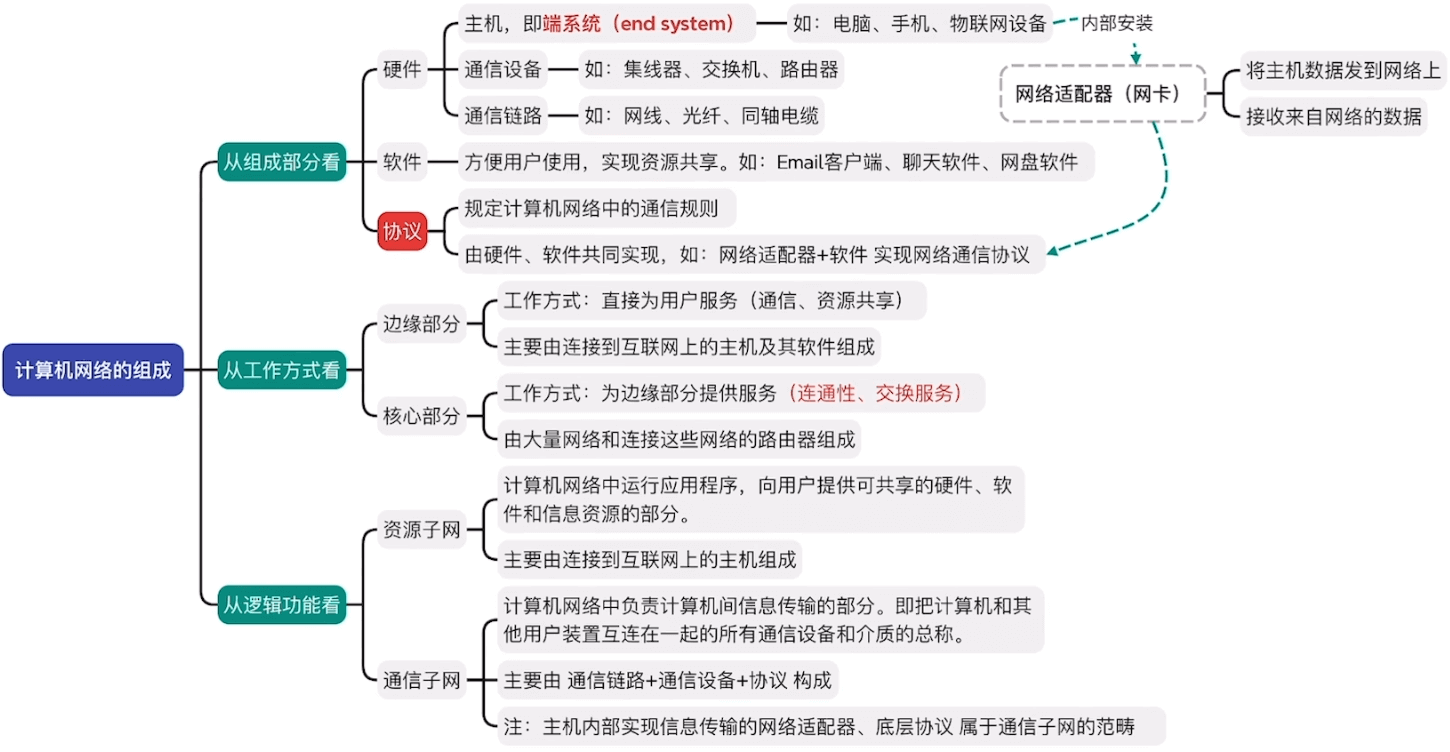 计算机网络的组成
从组成部分看
硬件
主机，即端系统（end system）
如：电脑、手机、物联网设备
内部安装
网络适配器（网卡）
将主机数据发到网络上
接收来自网络的数据
通信设备
如：集线器、交换机、路由器
通信链路
如：网线、光纤、同轴电缆
软件
方便用户使用，实现资源共享。如：Email客户端、聊天软件、网盘软件
协议
规定计算机网络中的通信规则
由硬件、软件共同实现，如：网络适配器+软件 实现网络通信协议
从工作方式看
边缘部分
工作方式：直接为用户服务（通信、资源共享）
主要由连接到互联网上的主机及其软件组成
核心部分
工作方式：为边缘部分提供服务（连通性、交换服务）
由大量网络和连接这些网络的路由器组成
从逻辑功能看
资源子网
计算机网络中运行应用程序，向用户提供可共享的硬件、软
件和信息资源的部分。
主要由连接到互联网上的主机组成
通信子网
计算机网络中负责计算机间信息传输的部分。即把计算机和其
他用户装置互连在一起的所有通信设备和介质的总称。
主要由 通信链路+通信设备+协议 构成
注：主机内部实现信息传输的网络适配器、底层协议 属于通信子网的范畴